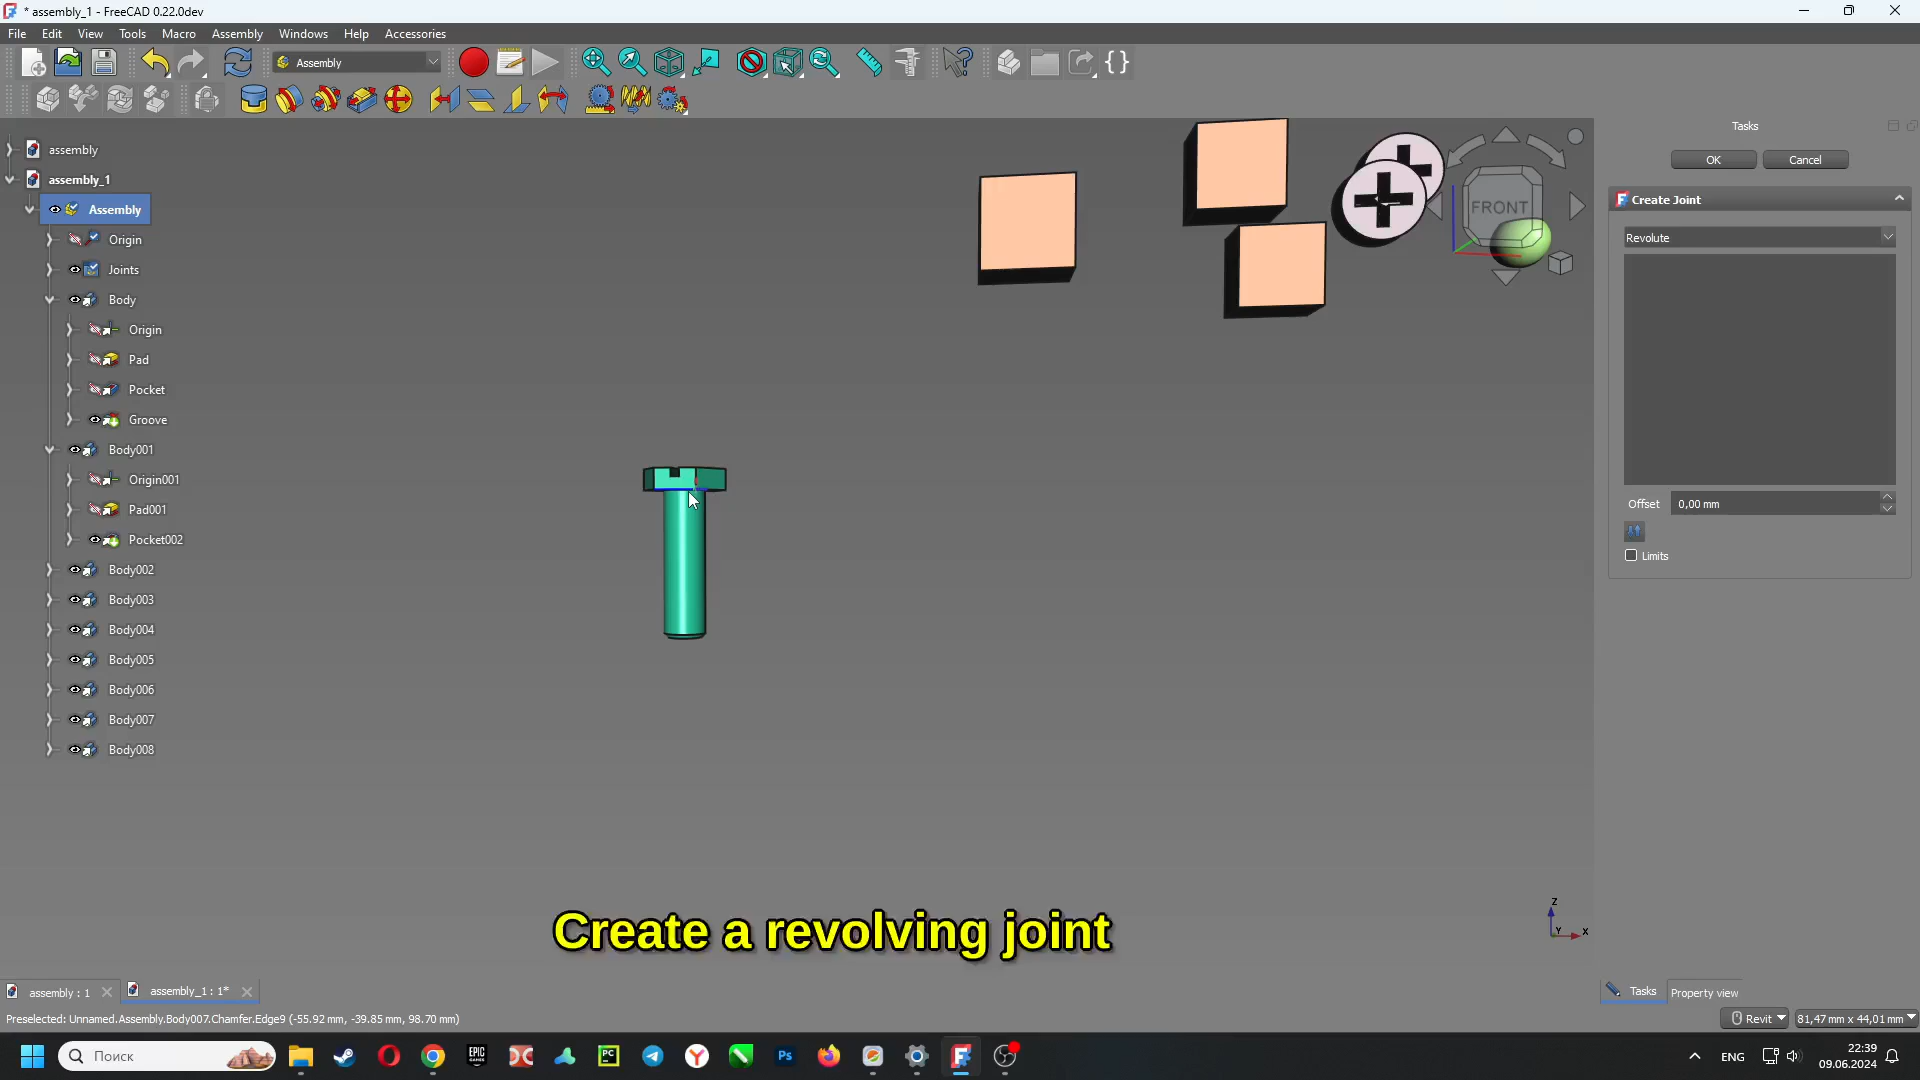 * assembly_1 - FreeCAD 0.22.0dev
File Edit View Tools Macro Assembly Windows Help Accessories
Assembly
assembly
assembly_1
Assembly
Origin
Joints
Body
Origin
Pad
Pocket
Groove
Body001
Origin001
Pad001
Pocket002
Body002
Body003
Body004
Body005
Body006
Body007
Body008
FRONT
Tasks
OK Cancel
Create Joint
Revolute
Offset 0,00 mm
Limits
Z
Y X
Create a revolving joint
assembly : 1
assembly_1 : 1*
Tasks Property view
Preselected: Unnamed.Assembly.Body007.Chamfer.Edge9 (-55.92 mm, -39.85 mm, 98.70 mm)
Revit 81,47 mm x 44,01 mm
Поиск
EPIC GAMES
PC
Ps
ENG
22:39
09.06.2024